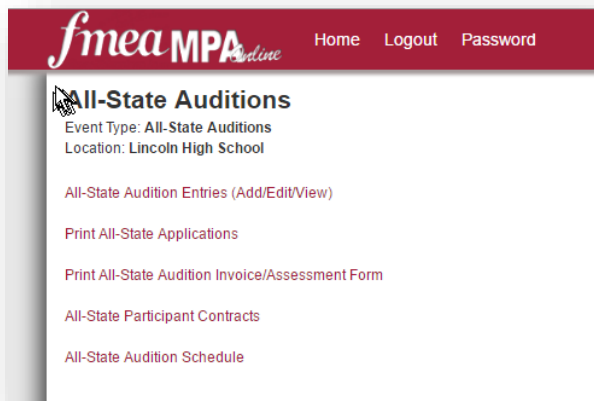 fmea MPA Online Home Logout Password
All-State Auditions
Event Type: All-State Auditions
Location: Lincoln High School
All-State Audition Entries (Add/Edit/View)
Print All-State Applications
Print All-State Audition Invoice/Assessment Form
All-State Participant Contracts
All-State Audition Schedule